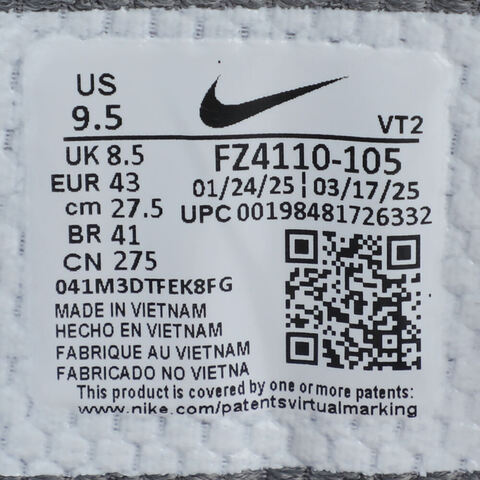 US
9.5
VT2
UK 8.5
FZ4110-105
EUR 43
01/24/25 | 03/17/25
cm 27.5
UPC 00198481726332
BR 41
CN 275
041M3DTFEK8FG
MADE IN VIETNAM
HECHO EN VIETNAM
FABRIQUE AU VIETNAM
FABRICADO NO VIETNA
This product is covered by one or more patents:
www.nike.com/patentsvirtualmarking